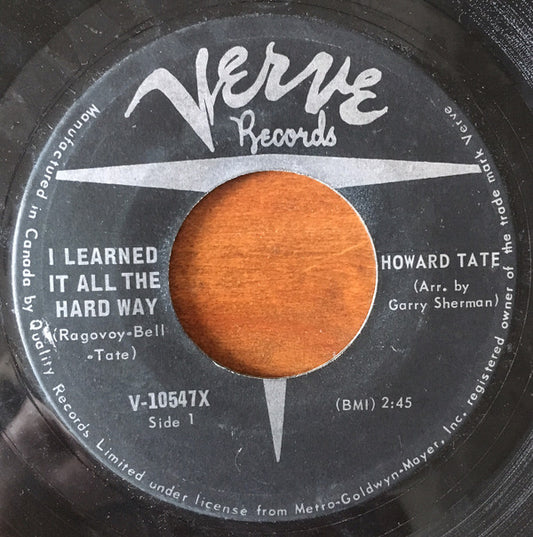 Verve
Records
I LEARNED
IT ALL THE
HARD WAY
(Ragovoy-Bell
-Tate)
HOWARD TATE
(Arr. by
Garry Sherman)
V-10547X
Side 1
(BMI) 2:45
Manufactured in Canada by Quality Records Limited under license from Metro-Goldwyn-Mayer, Inc. registered owner of the trade mark Verve